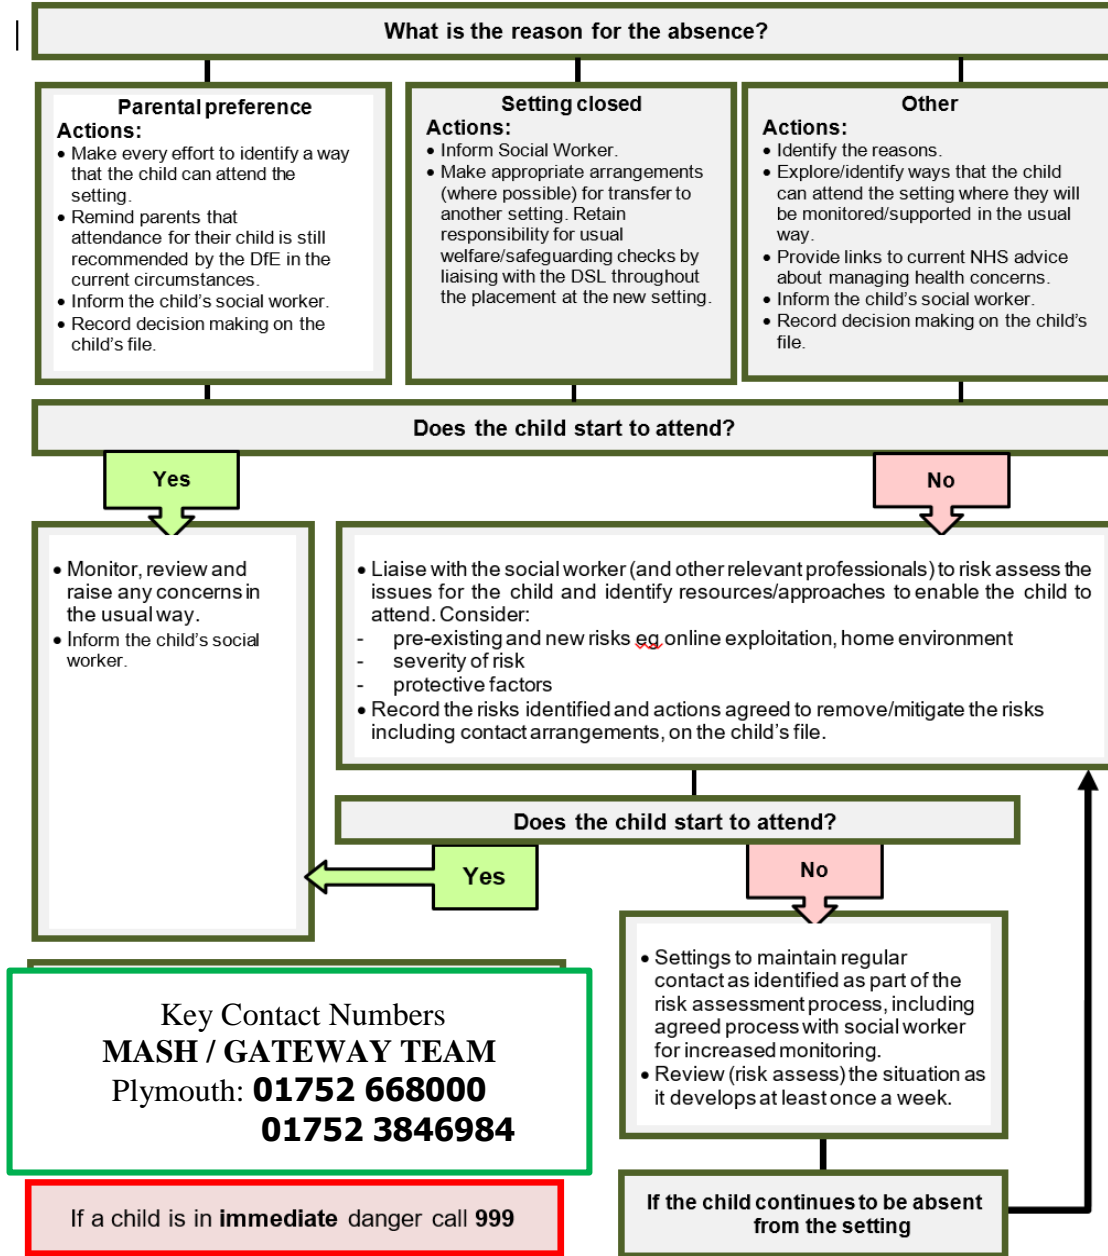 What is the reason for the absence?
Parental preference
Actions:
• Make every effort to identify a way
that the child can attend the
setting.
• Remind parents that
attendance for their child is still
recommended by the DfE in the
current circumstances.
• Inform the child's social worker.
• Record decision making on the
child's file.
Setting closed
Actions:
• Inform Social Worker.
• Make appropriate arrangements
(where possible) for transfer to
another setting. Retain
responsibility for usual
welfare/safeguarding checks by
liaising with the DSL throughout
the placement at the new setting.
Other
Actions:
• Identify the reasons.
• Explore/identify ways that the child
can attend the setting where they will
be monitored/supported in the usual
way.
• Provide links to current NHS advice
about managing health concerns.
• Inform the child's social worker.
• Record decision making on the child's
file.
Does the child start to attend?
Yes
No
• Monitor, review and
raise any concerns in
the usual way.
• Inform the child's social
worker.
• Liaise with the social worker (and other relevant professionals) to risk assess the
issues for the child and identify resources/approaches to enable the child to
attend. Consider:
- pre-existing and new risks eg online exploitation, home environment
- severity of risk
- protective factors
• Record the risks identified and actions agreed to remove/mitigate the risks
including contact arrangements, on the child's file.
Does the child start to attend?
Yes
No
• Settings to maintain regular
contact as identified as part of the
risk assessment process, including
agreed process with social worker
for increased monitoring.
• Review (risk assess) the situation as
it develops at least once a week.
Key Contact Numbers
MASH / GATEWAY TEAM
Plymouth: 01752 668000
01752 3846984
If a child is in immediate danger call 999
If the child continues to be absent
from the setting